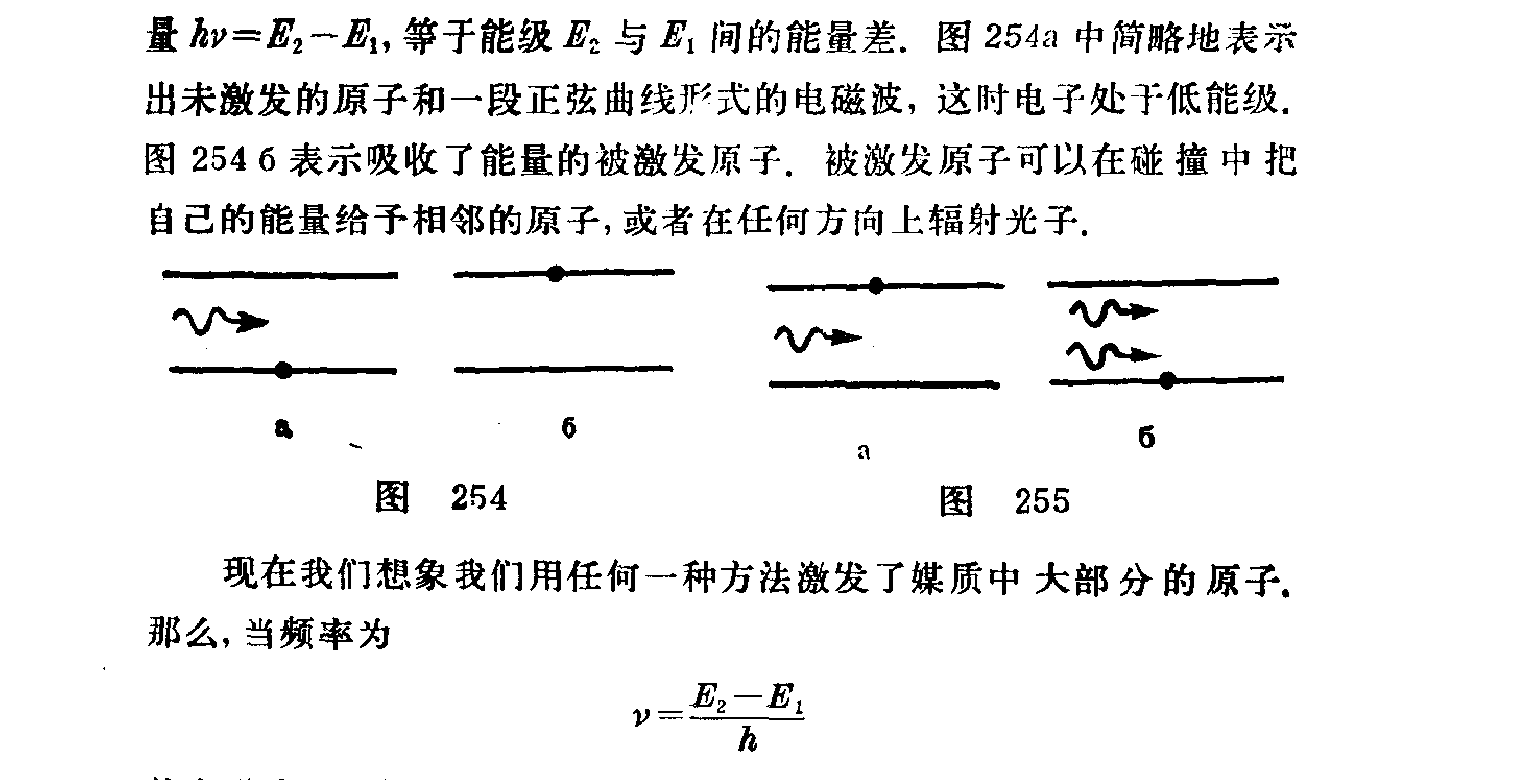 量 hν=E₂−E₁, 等于能级 E₂ 与 E₁ 间的能量差. 图 254a 中简略地表示
出未激发的原子和一段正弦曲线形式的电磁波, 这时电子处于低能级.
图 254 б 表示吸收了能量的被激发原子. 被激发原子可以在碰撞中把
自己的能量给予相邻的原子, 或者在任何方向上辐射光子.
а б а б
图 254 图 255
现在我们想象我们用任何一种方法激发了媒质中大部分的原子.
那么, 当频率为
ν=(E₂−E₁)/h